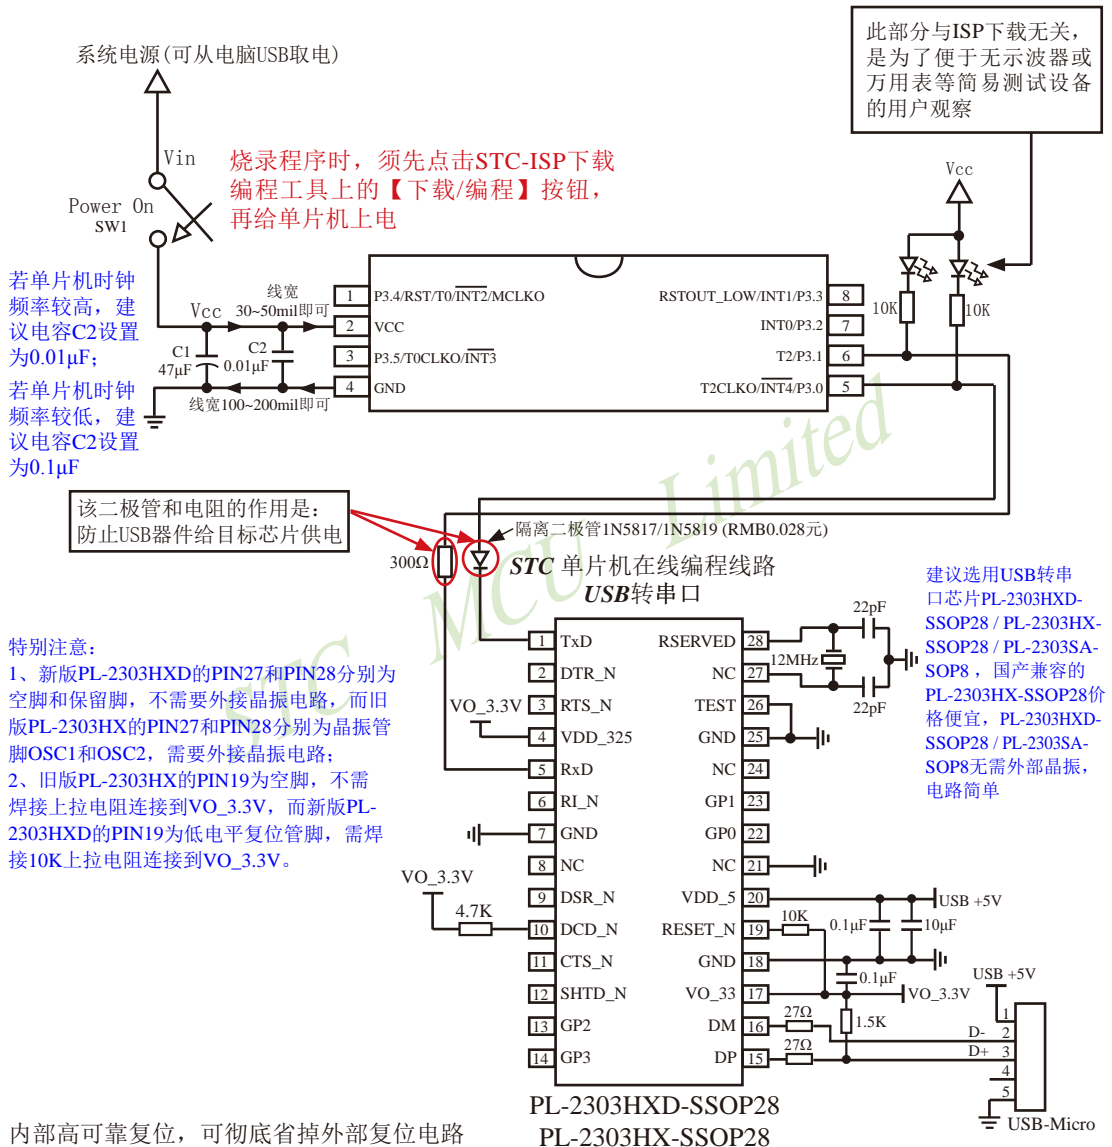 系统电源(可从电脑USB取电)
此部分与ISP下载无关,
是为了便于无示波器或
万用表等简易测试设备
的用户观察
Vin
烧录程序时，须先点击STC-ISP下载
编程工具上的【下载/编程】按钮,
再给单片机上电
Power On
SW1
Vcc
若单片机时钟
频率较高，建
议电容C2设置
为0.01μF;
若单片机时钟
频率较低，建
议电容C2设置
为0.1μF
线宽
30~50mil即可
Vcc
C1
47μF
C2
0.01μF
线宽100~200mil即可
1 P3.4/RST/T0/INT2/MCLKO
2 VCC
3 P3.5/T0CLKO/INT3
4 GND
RSTOUT_LOW/INT1/P3.3 8
INT0/P3.2 7
T2/P3.1 6
T2CLKO/INT4/P3.0 5
10K
10K
该二极管和电阻的作用是:
防止USB器件给目标芯片供电
300Ω
隔离二极管1N5817/1N5819 (RMB0.028元)
STC 单片机在线编程线路
USB转串口
STC MCU Limited
建议选用USB转串
口芯片PL-2303HXD-
SSOP28 / PL-2303HX-
SSOP28 / PL-2303SA-
SOP8，国产兼容的
PL-2303HX-SSOP28价
格便宜，PL-2303HXD-
SSOP28 / PL-2303SA-
SOP8无需外部晶振,
电路简单
特别注意:
1、新版PL-2303HXD的PIN27和PIN28分别为
空脚和保留脚，不需要外接晶振电路，而旧
版PL-2303HX的PIN27和PIN28分别为晶振管
脚OSC1和OSC2，需要外接晶振电路;
2、旧版PL-2303HX的PIN19为空脚，不需
焊接上拉电阻连接到VO_3.3V，而新版PL-
2303HXD的PIN19为低电平复位管脚，需焊
接10K上拉电阻连接到VO_3.3V。
VO_3.3V
VO_3.3V
4.7K
1 TxD
2 DTR_N
3 RTS_N
4 VDD_325
5 RxD
6 RI_N
7 GND
8 NC
9 DSR_N
10 DCD_N
11 CTS_N
12 SHTD_N
13 GP2
14 GP3
RSERVED 28
NC 27
TEST 26
GND 25
NC 24
GP1 23
GP0 22
NC 21
VDD_5 20
RESET_N 19
GND 18
VO_33 17
DM 16
DP 15
22pF
12MHz
22pF
USB +5V
10K
0.1μF
10μF
0.1μF
VO_3.3V
27Ω
1.5K
27Ω
USB +5V
D-
D+
1
2
3
4
5
USB-Micro
PL-2303HXD-SSOP28
PL-2303HX-SSOP28
内部高可靠复位，可彻底省掉外部复位电路